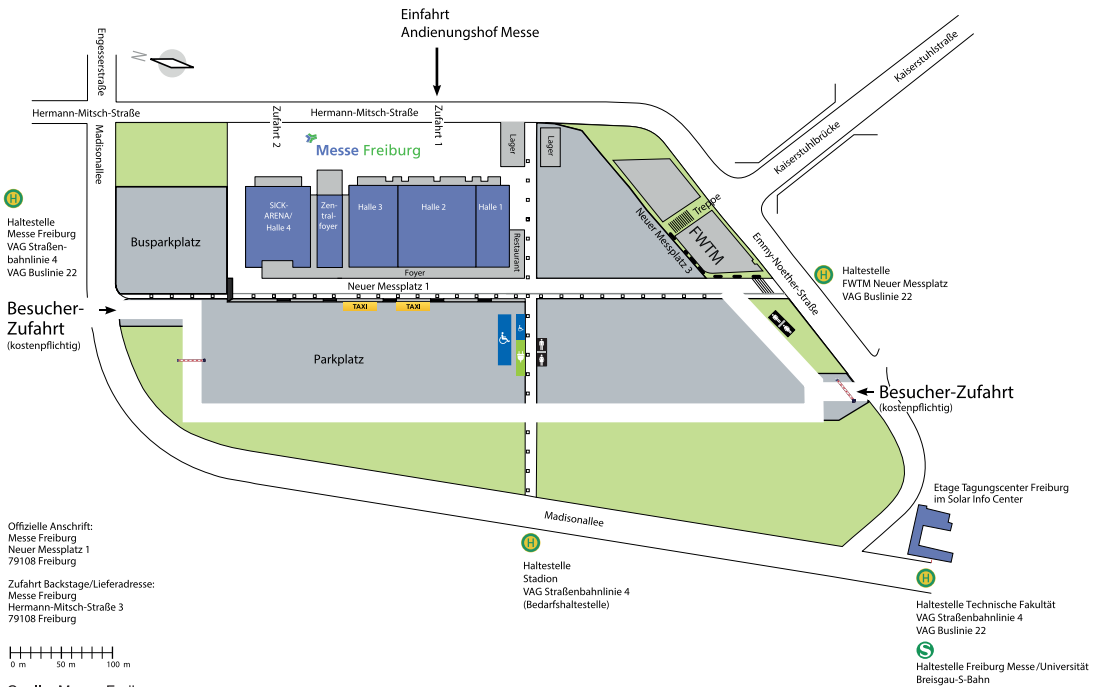 Einfahrt
Andienungshof Messe
Engesserstraße
N
Kaiserstuhlstraße
Hermann-Mitsch-Straße
Zufahrt 2
Hermann-Mitsch-Straße
Zufahrt 1
Madisonallee
Lager
Lager
Kaiserstuhlbrücke
Messe Freiburg
H
Haltestelle
Messe Freiburg
VAG Straßen-
bahnlinie 4
VAG Buslinie 22
Busparkplatz
SICK-
ARENA/
Halle 4
Zen-
tral-
foyer
Halle 3
Halle 2
Halle 1
Restaurant
Foyer
Neuer Messplatz 1
Treppe
FWTM
Neuer Messplatz 3
Emmy-Noether-Straße
H
Haltestelle
FWTM Neuer Messplatz
VAG Buslinie 22
Besucher-
Zufahrt
(kostenpflichtig)
TAXI
TAXI
Parkplatz
Besucher-Zufahrt
(kostenpflichtig)
Etage Tagungscenter Freiburg
im Solar Info Center
Madisonallee
Offizielle Anschrift:
Messe Freiburg
Neuer Messplatz 1
79108 Freiburg
Zufahrt Backstage/Lieferadresse:
Messe Freiburg
Hermann-Mitsch-Straße 3
79108 Freiburg
H
Haltestelle
Stadion
VAG Straßenbahnlinie 4
(Bedarfshaltestelle)
H
Haltestelle Technische Fakultät
VAG Straßenbahnlinie 4
VAG Buslinie 22
S
Haltestelle Freiburg Messe/Universität
Breisgau-S-Bahn
0 m 50 m 100 m